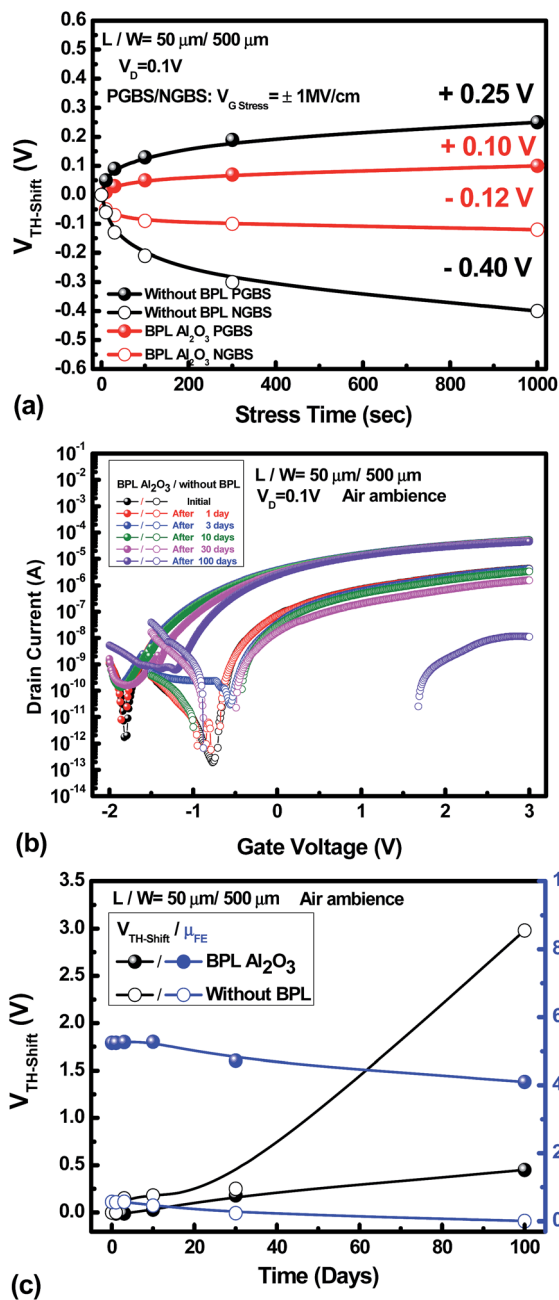 0.6
0.5
0.4
0.3
0.2
0.1
0.0
-0.1
-0.2
-0.3
-0.4
-0.5
-0.6
V_TH-Shift (V)
L / W= 50 μm/ 500 μm
V_D=0.1V
PGBS/NGBS: V_G Stress = ± 1MV/cm
+ 0.25 V
+ 0.10 V
- 0.12 V
- 0.40 V
Without BPL PGBS
Without BPL NGBS
BPL Al₂O₃ PGBS
BPL Al₂O₃ NGBS
0 200 400 600 800 1000
Stress Time (sec)
(a)
10⁻¹
10⁻²
10⁻³
10⁻⁴
10⁻⁵
10⁻⁶
10⁻⁷
10⁻⁸
10⁻⁹
10⁻¹⁰
10⁻¹¹
10⁻¹²
10⁻¹³
10⁻¹⁴
Drain Current (A)
BPL Al₂O₃ / without BPL
/ Initial
/ After 1 day
/ After 3 days
/ After 10 days
/ After 30 days
/ After 100 days
L / W= 50 μm/ 500 μm
V_D=0.1V Air ambience
-2 -1 0 1 2 3
Gate Voltage (V)
(b)
3.5
3.0
2.5
2.0
1.5
1.0
0.5
0.0
V_TH-Shift (V)
L / W= 50 μm/ 500 μm Air ambience
V_TH-Shift / μ_FE
/ BPL Al₂O₃
/ Without BPL
8
6
4
2
0
0 20 40 60 80 100
Time (Days)
(c)